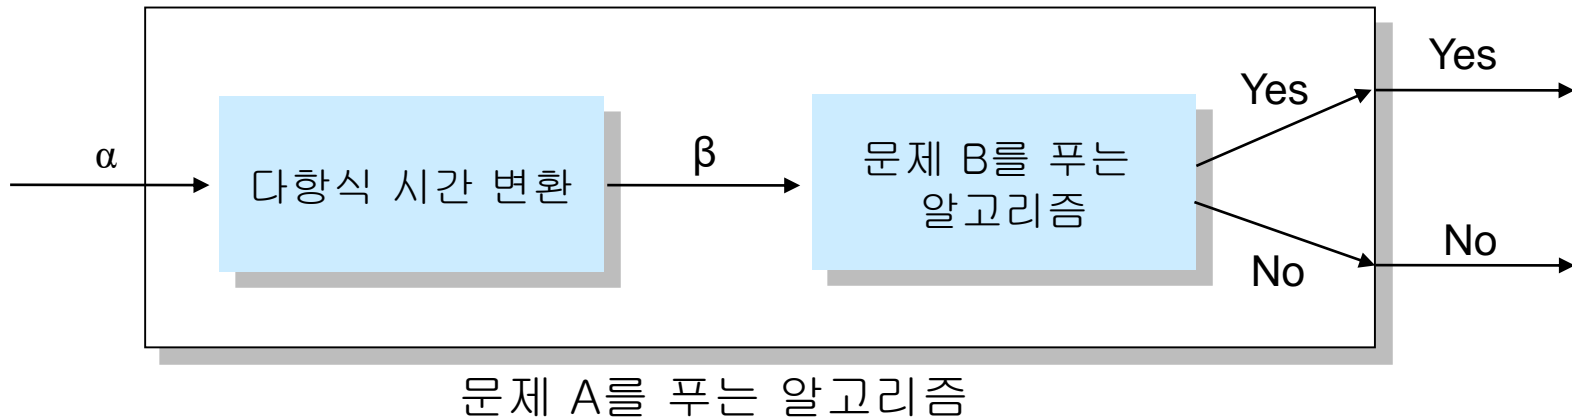 α
다항식 시간 변환
β
문제 B를 푸는
알고리즘
Yes
No
Yes
No
문제 A를 푸는 알고리즘